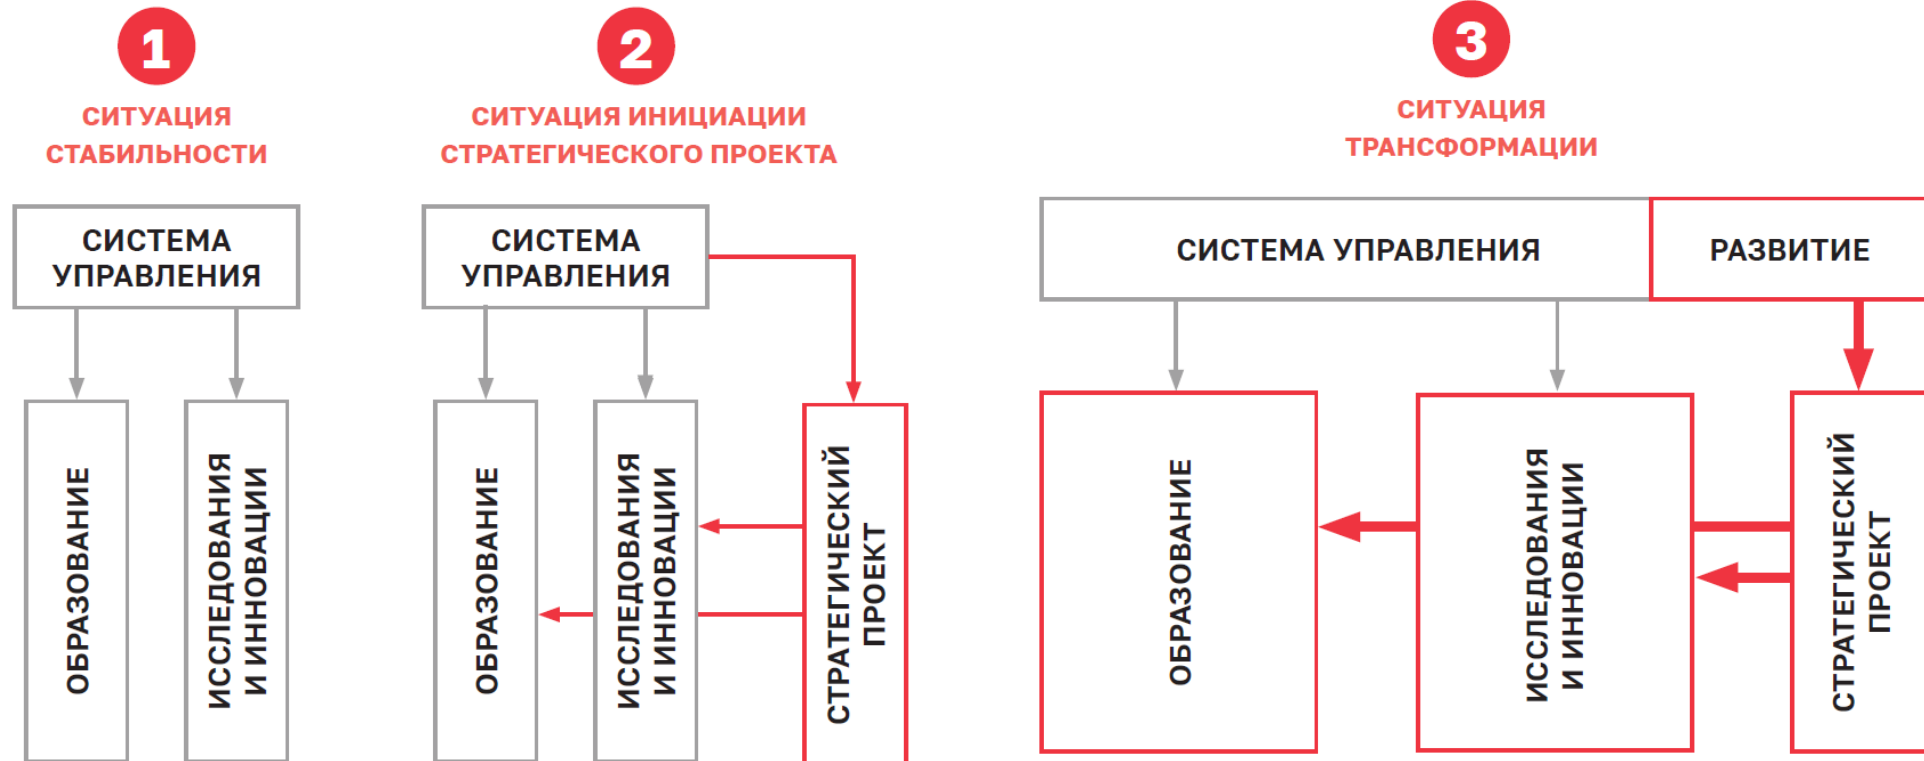 1
СИТУАЦИЯ
СТАБИЛЬНОСТИ
СИСТЕМА
УПРАВЛЕНИЯ
ОБРАЗОВАНИЕ
ИССЛЕДОВАНИЯ
И ИННОВАЦИИ
2
СИТУАЦИЯ ИНИЦИАЦИИ
СТРАТЕГИЧЕСКОГО ПРОЕКТА
СИСТЕМА
УПРАВЛЕНИЯ
ОБРАЗОВАНИЕ
ИССЛЕДОВАНИЯ
И ИННОВАЦИИ
СТРАТЕГИЧЕСКИЙ
ПРОЕКТ
3
СИТУАЦИЯ
ТРАНСФОРМАЦИИ
СИСТЕМА УПРАВЛЕНИЯ
РАЗВИТИЕ
ОБРАЗОВАНИЕ
ИССЛЕДОВАНИЯ
И ИННОВАЦИИ
СТРАТЕГИЧЕСКИЙ
ПРОЕКТ